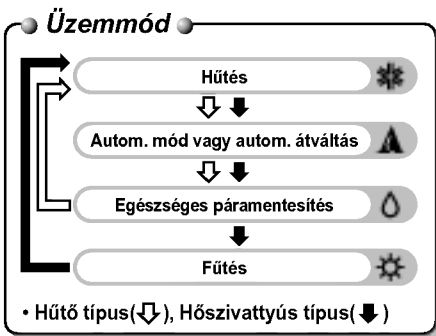 Üzemmód
Hűtés
Autom. mód vagy autom. átváltás
Egészséges páramentesítés
Fűtés
• Hűtő típus(⇩), Hőszivattyús típus(⬇)